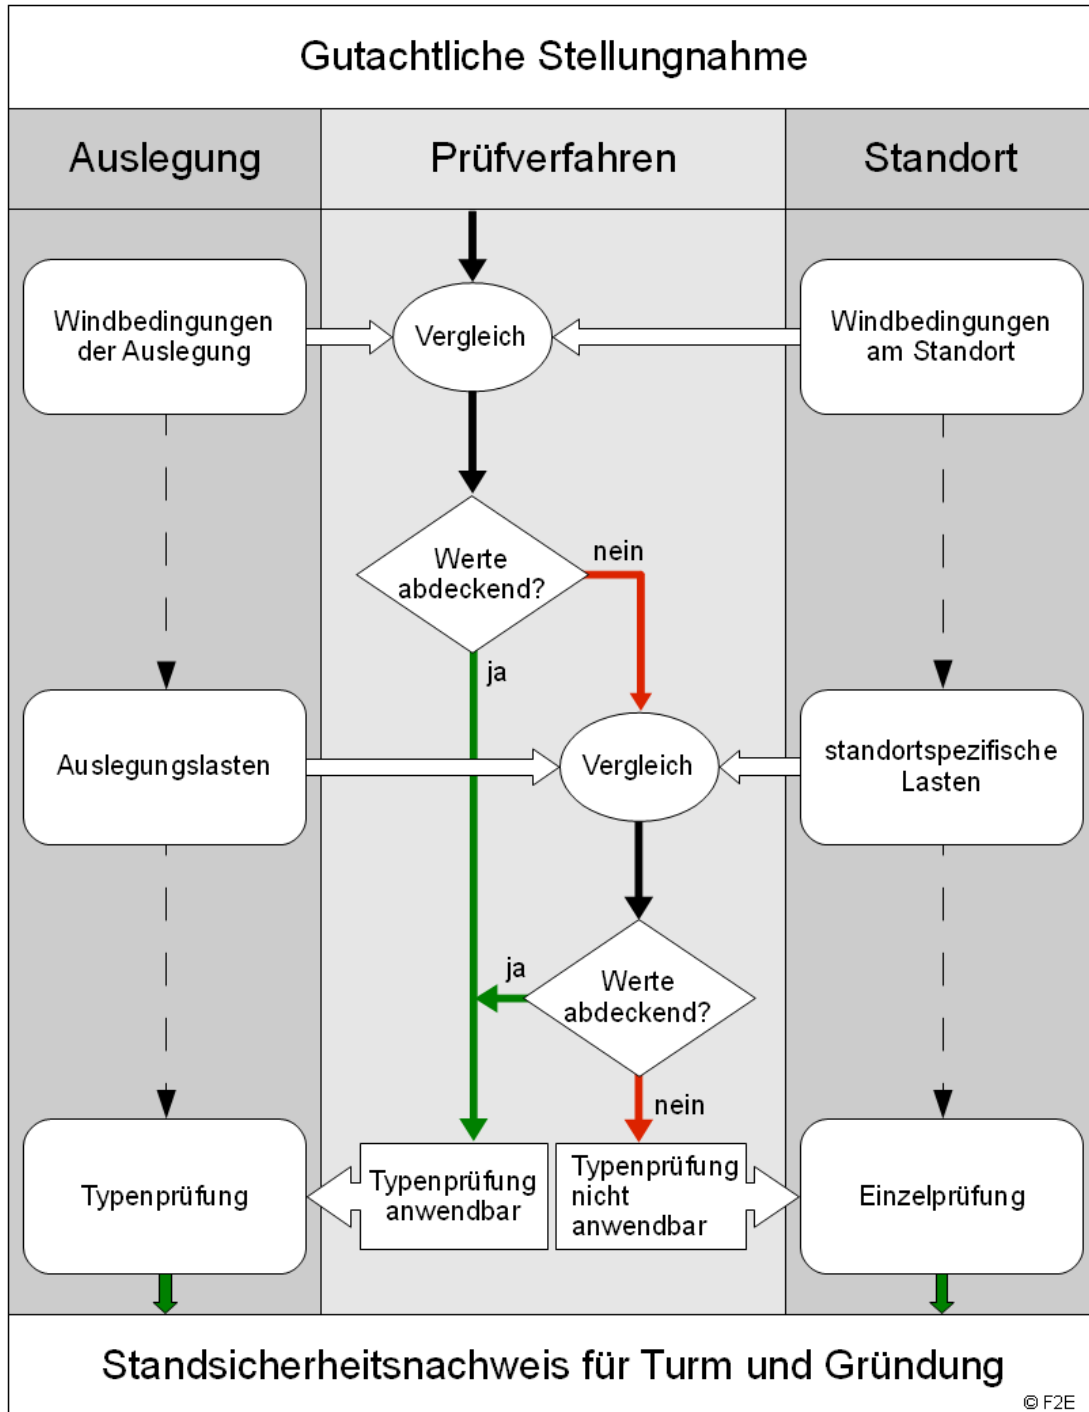 Gutachtliche Stellungnahme
Auslegung
Prüfverfahren
Standort
Windbedingungen
der Auslegung
Vergleich
Windbedingungen
am Standort
Werte
abdeckend?
nein
ja
Auslegungslasten
Vergleich
standortspezifische
Lasten
ja
Werte
abdeckend?
nein
Typenprüfung
Typenprüfung
anwendbar
Typenprüfung
nicht
anwendbar
Einzelprüfung
Standsicherheitsnachweis für Turm und Gründung
© F2E